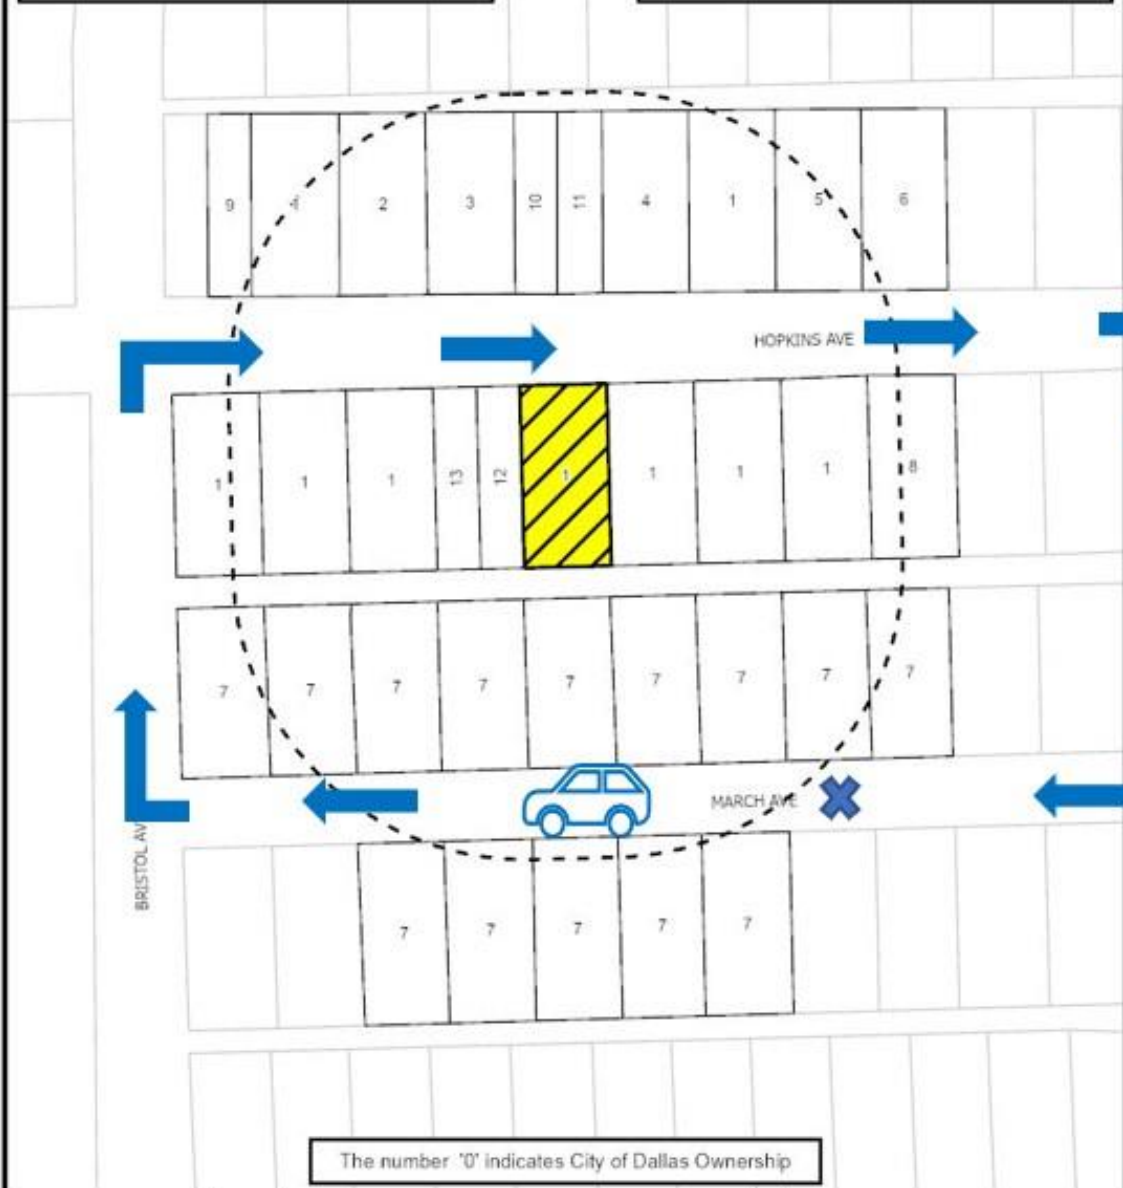 9 1 2 3 10 11 4 1 5 6
HOPKINS AVE
1 1 1 13 12 1 1 1 1 8
7 7 7 7 7 7 7 7 7
MARCH AVE
BRISTOL AV
7 7 7 7 7
The number '0' indicates City of Dallas Ownership